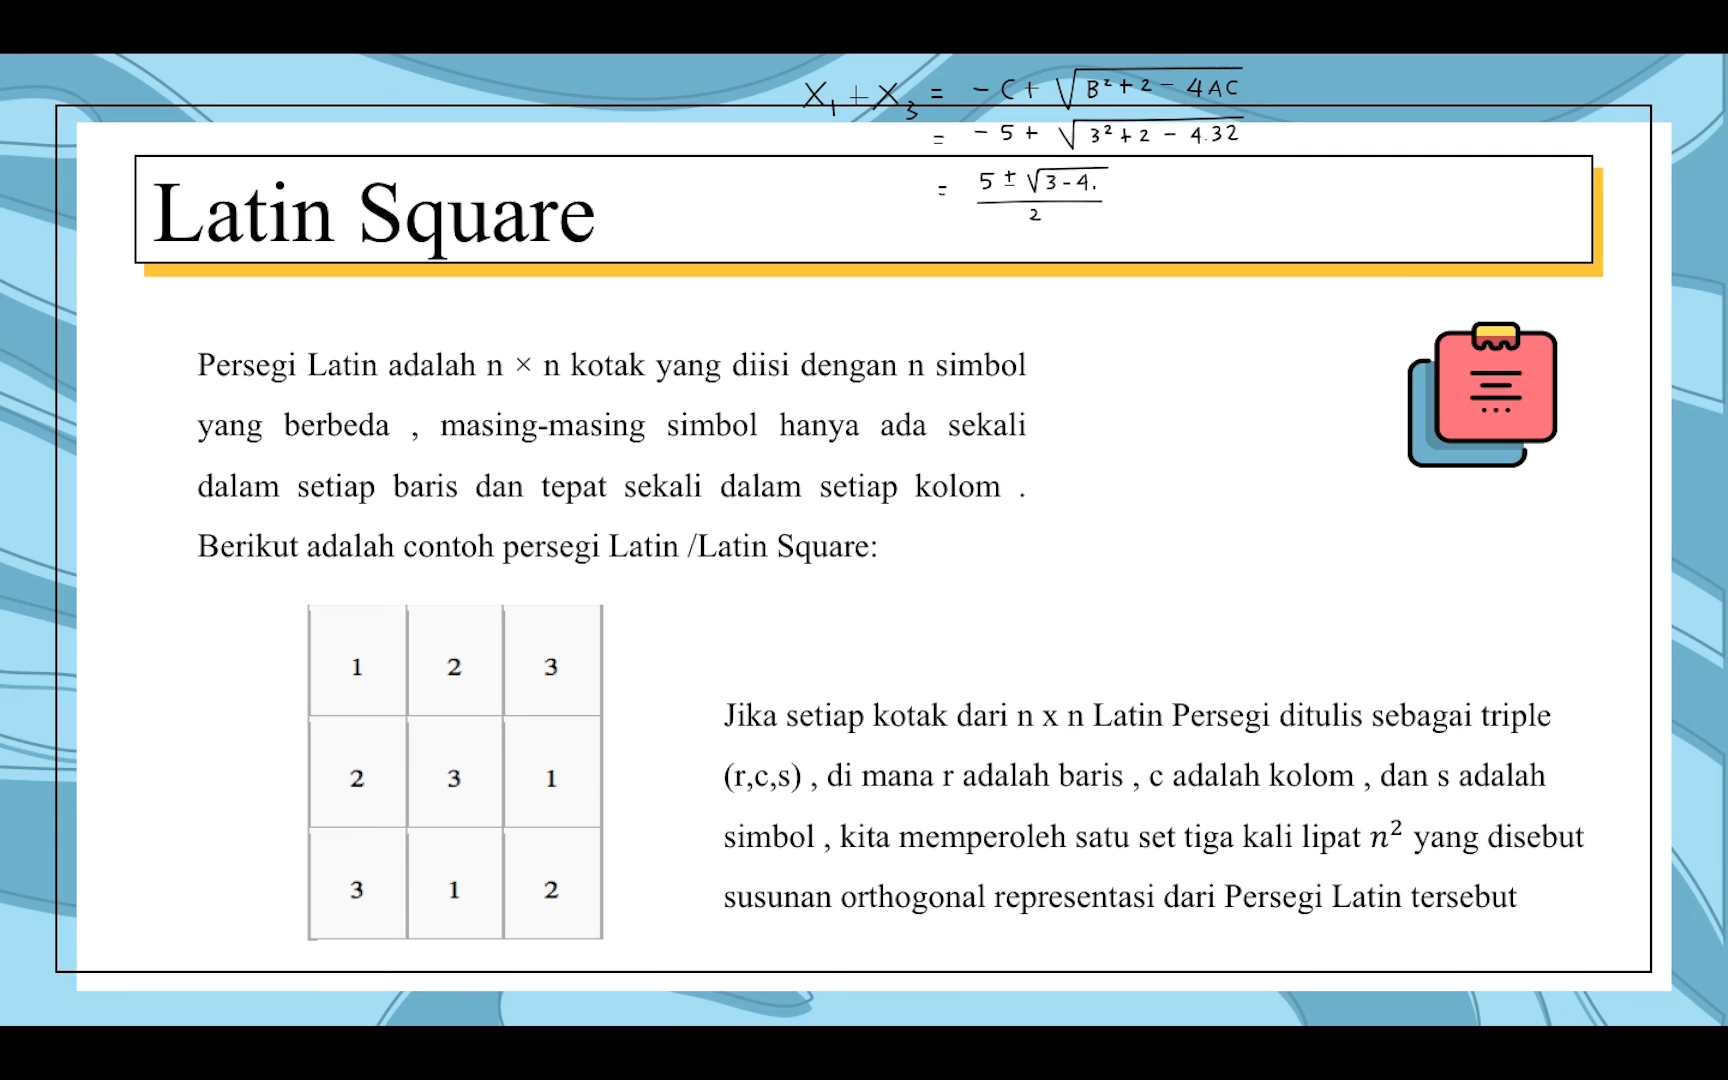 X₁ + X₃ = - C + √B² + 2 - 4AC
= - 5 + √3² + 2 - 4.32
= 5 ± √3 - 4. / 2
Latin Square
Persegi Latin adalah n × n kotak yang diisi dengan n simbol
yang berbeda , masing-masing simbol hanya ada sekali
dalam setiap baris dan tepat sekali dalam setiap kolom .
Berikut adalah contoh persegi Latin /Latin Square:
1 2 3
2 3 1
3 1 2
Jika setiap kotak dari n x n Latin Persegi ditulis sebagai triple
(r,c,s) , di mana r adalah baris , c adalah kolom , dan s adalah
simbol , kita memperoleh satu set tiga kali lipat n² yang disebut
susunan orthogonal representasi dari Persegi Latin tersebut